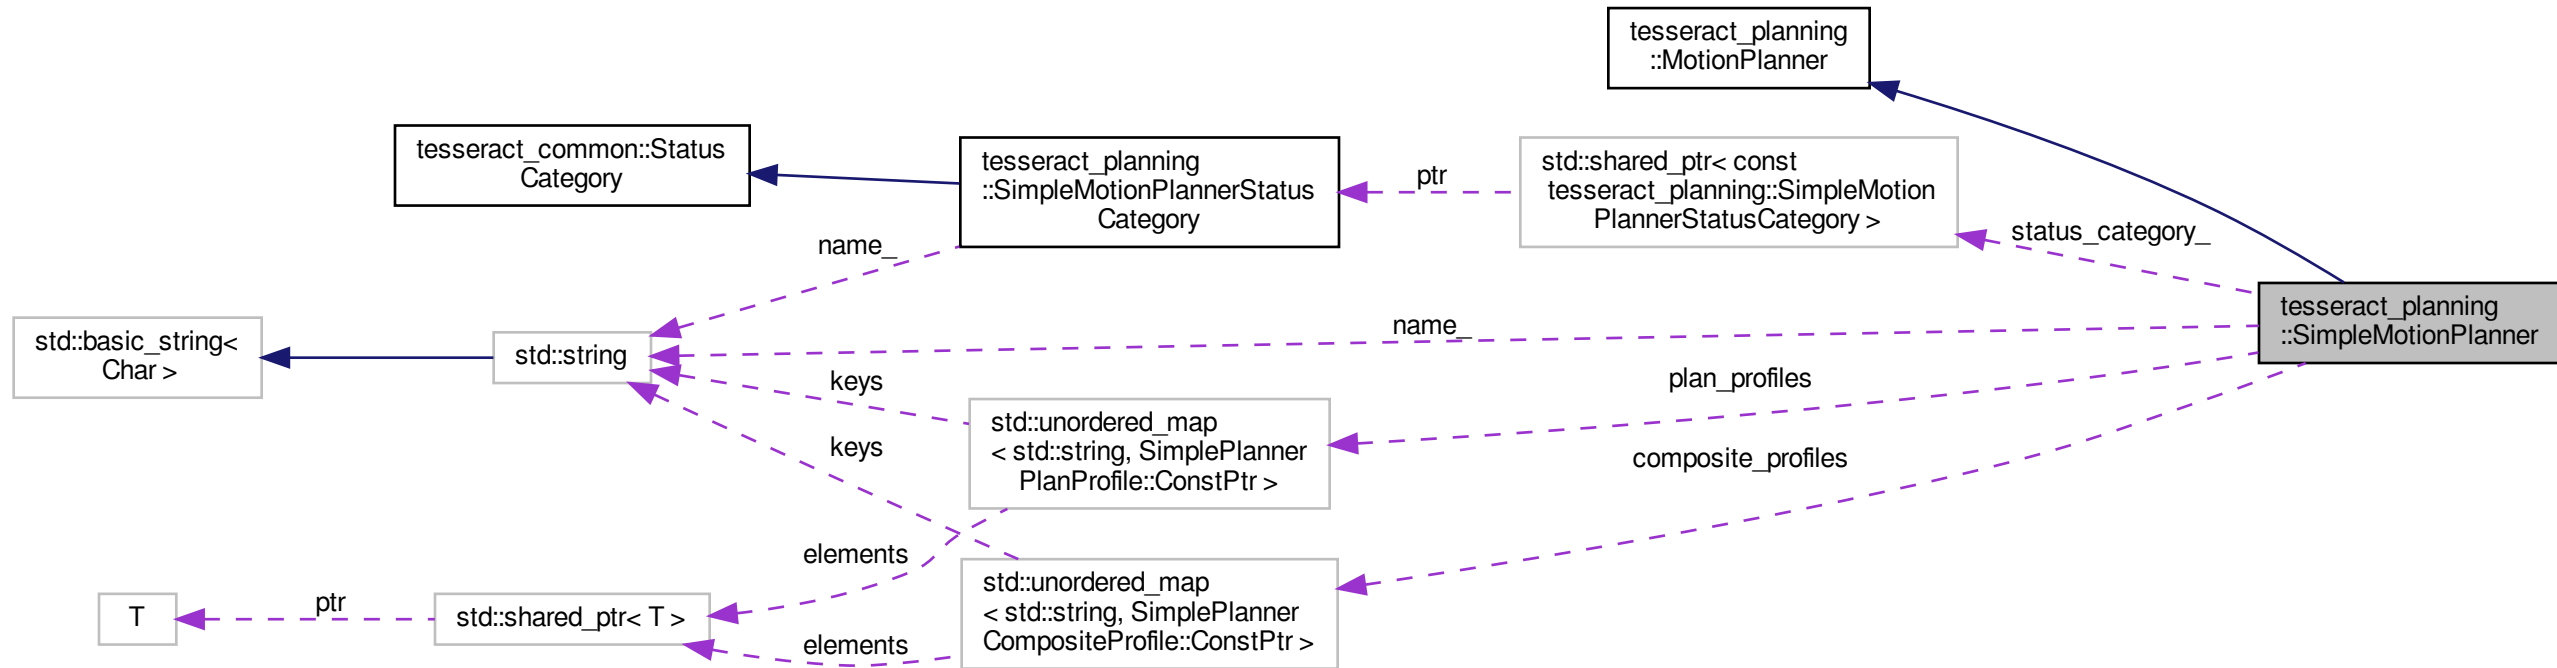 tesseract_planning
::MotionPlanner
tesseract_common::Status
Category
tesseract_planning
::SimpleMotionPlannerStatus
Category
ptr
std::shared_ptr< const
tesseract_planning::SimpleMotion
PlannerStatusCategory >
status_category_
name_
tesseract_planning
::SimpleMotionPlanner
std::basic_string<
Char >
std::string
name_
keys
plan_profiles
std::unordered_map
< std::string, SimplePlanner
PlanProfile::ConstPtr >
keys
composite_profiles
elements
std::unordered_map
< std::string, SimplePlanner
CompositeProfile::ConstPtr >
T
ptr
std::shared_ptr< T >
elements